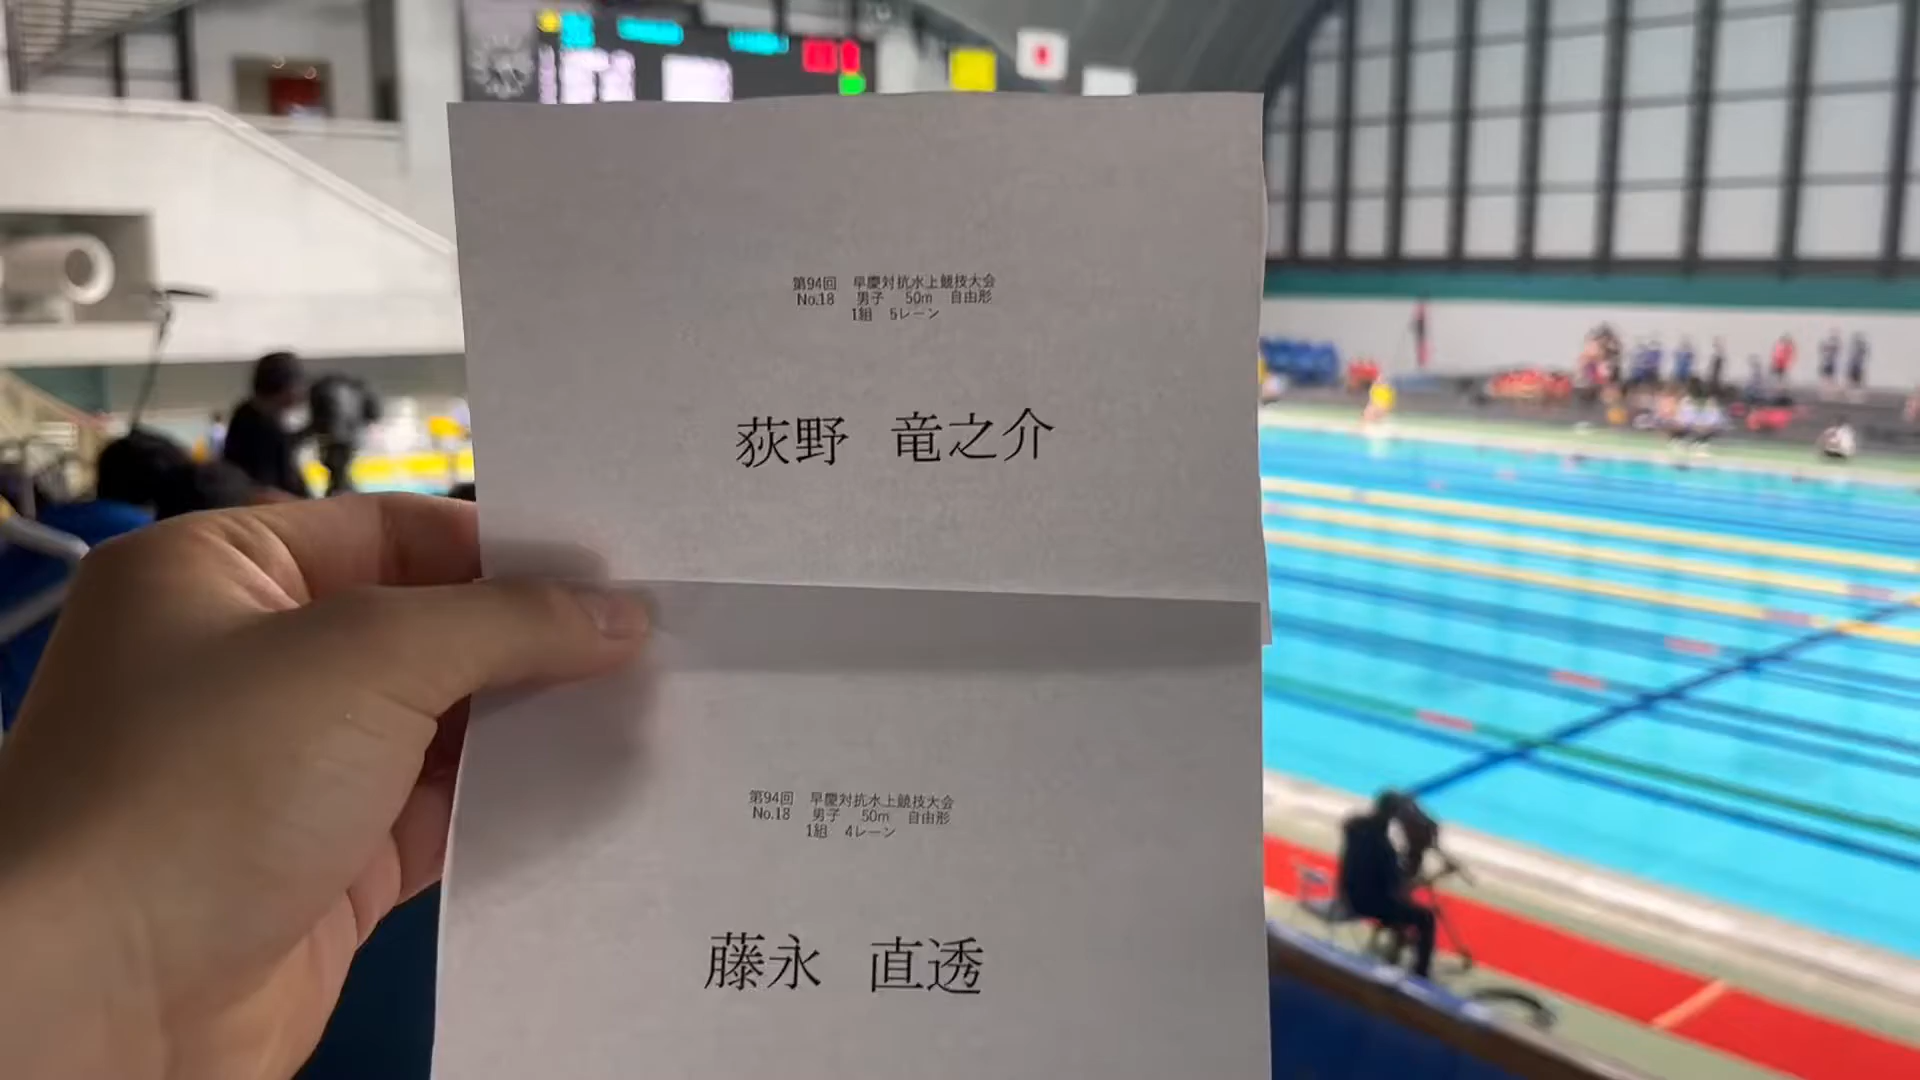 第94回 早慶対抗水上競技大会
No.18 男子 50m 自由形
1組 5レーン
荻野 竜之介
第94回 早慶対抗水上競技大会
No.18 男子 50m 自由形
1組 4レーン
藤永 直透